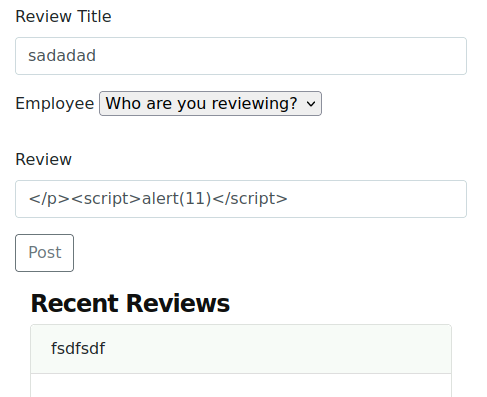 Review Title
sadadad
Employee Who are you reviewing?
Review
</p><script>alert(11)</script>
Post
Recent Reviews
fsdfsdf